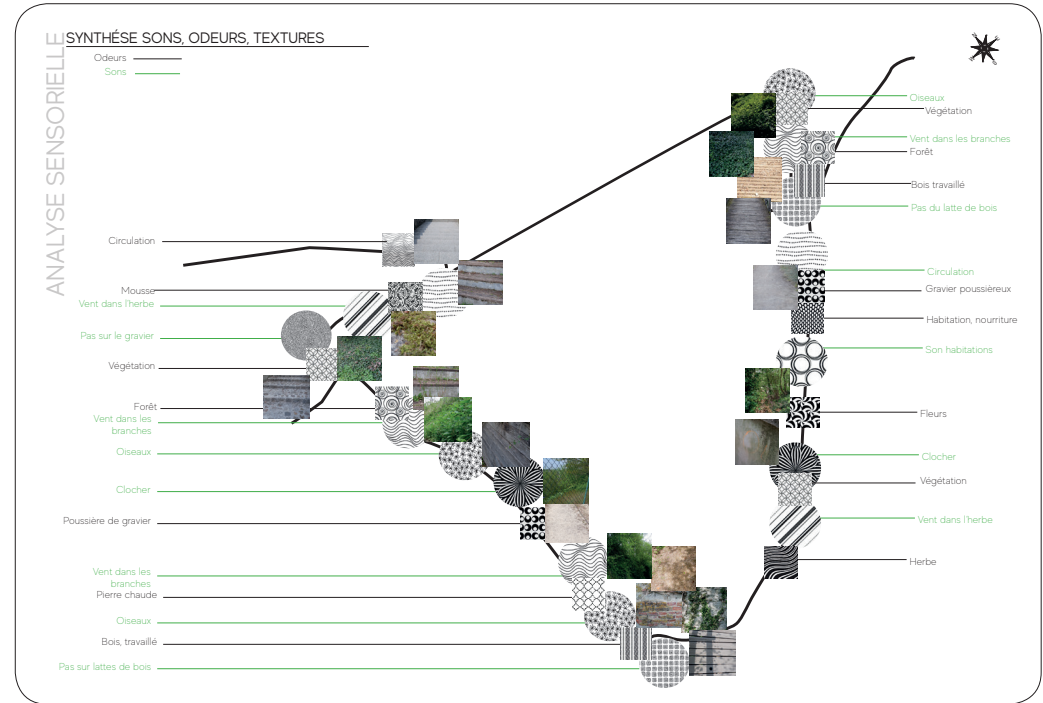 ANALYSE SENSORIELLE
SYNTHÉSE SONS, ODEURS, TEXTURES
Odeurs
Sons
Circulation
Mousse
Vent dans l'herbe
Pas sur le gravier
Végétation
Forêt
Vent dans les
branches
Oiseaux
Clocher
Poussière de gravier
Vent dans les
branches
Pierre chaude
Oiseaux
Bois, travaillé
Pas sur lattes de bois
Oiseaux
Végétation
Vent dans les branches
Forêt
Bois travaillé
Pas du latte de bois
Circulation
Gravier poussièreux
Habitation, nourriture
Son habitations
Fleurs
Clocher
Végétation
Vent dans l'herbe
Herbe